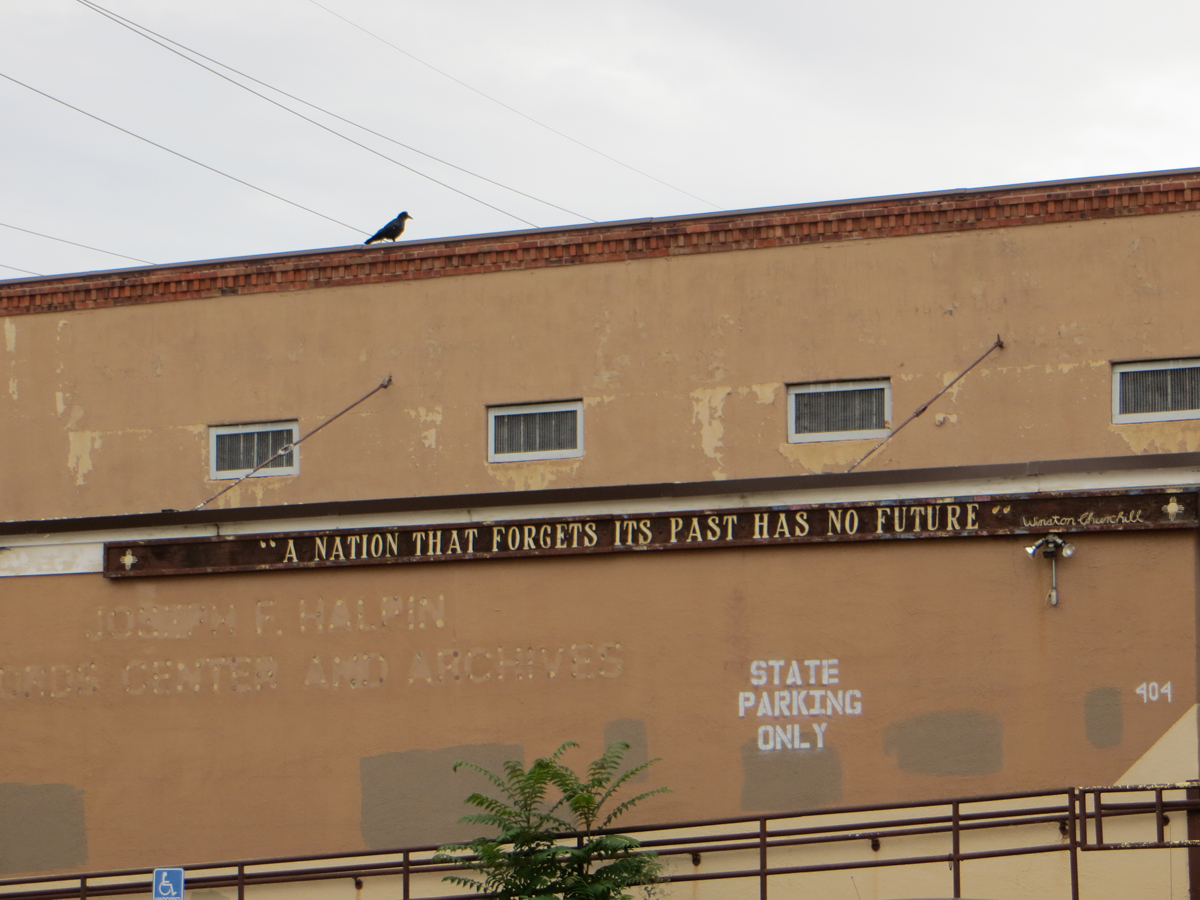 "A NATION THAT FORGETS ITS PAST HAS NO FUTURE" Winston Churchill
JOSEPH F. HALPIN
ORDS CENTER AND ARCHIVES
STATE
PARKING
ONLY
404